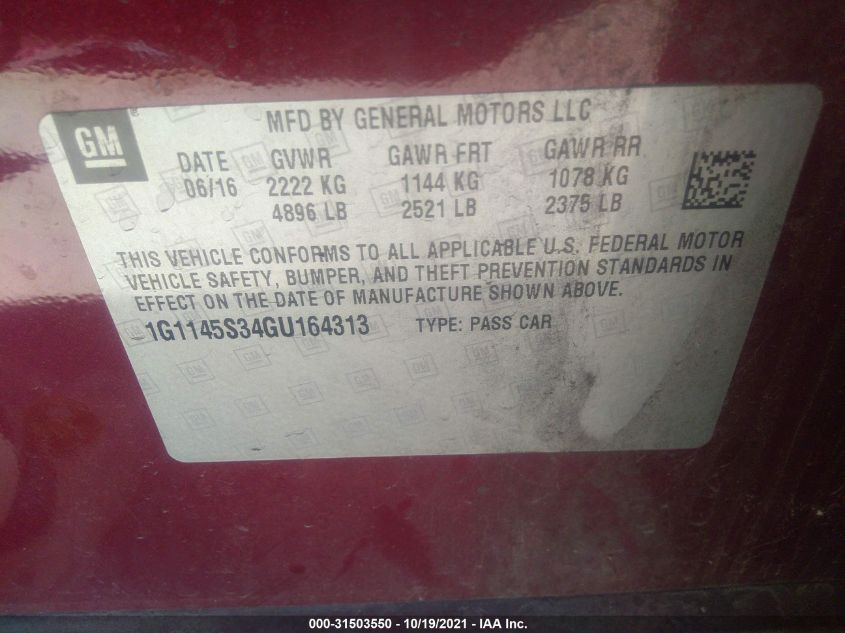 GM ®
MFD BY GENERAL MOTORS LLC
DATE GVWR GAWR FRT GAWR RR
06/16 2222 KG 1144 KG 1078 KG
4896 LB 2521 LB 2375 LB
THIS VEHICLE CONFORMS TO ALL APPLICABLE U.S. FEDERAL MOTOR
VEHICLE SAFETY, BUMPER, AND THEFT PREVENTION STANDARDS IN
EFFECT ON THE DATE OF MANUFACTURE SHOWN ABOVE.
1G1145S34GU164313 TYPE: PASS CAR
000-31503550 - 10/19/2021 - IAA Inc.